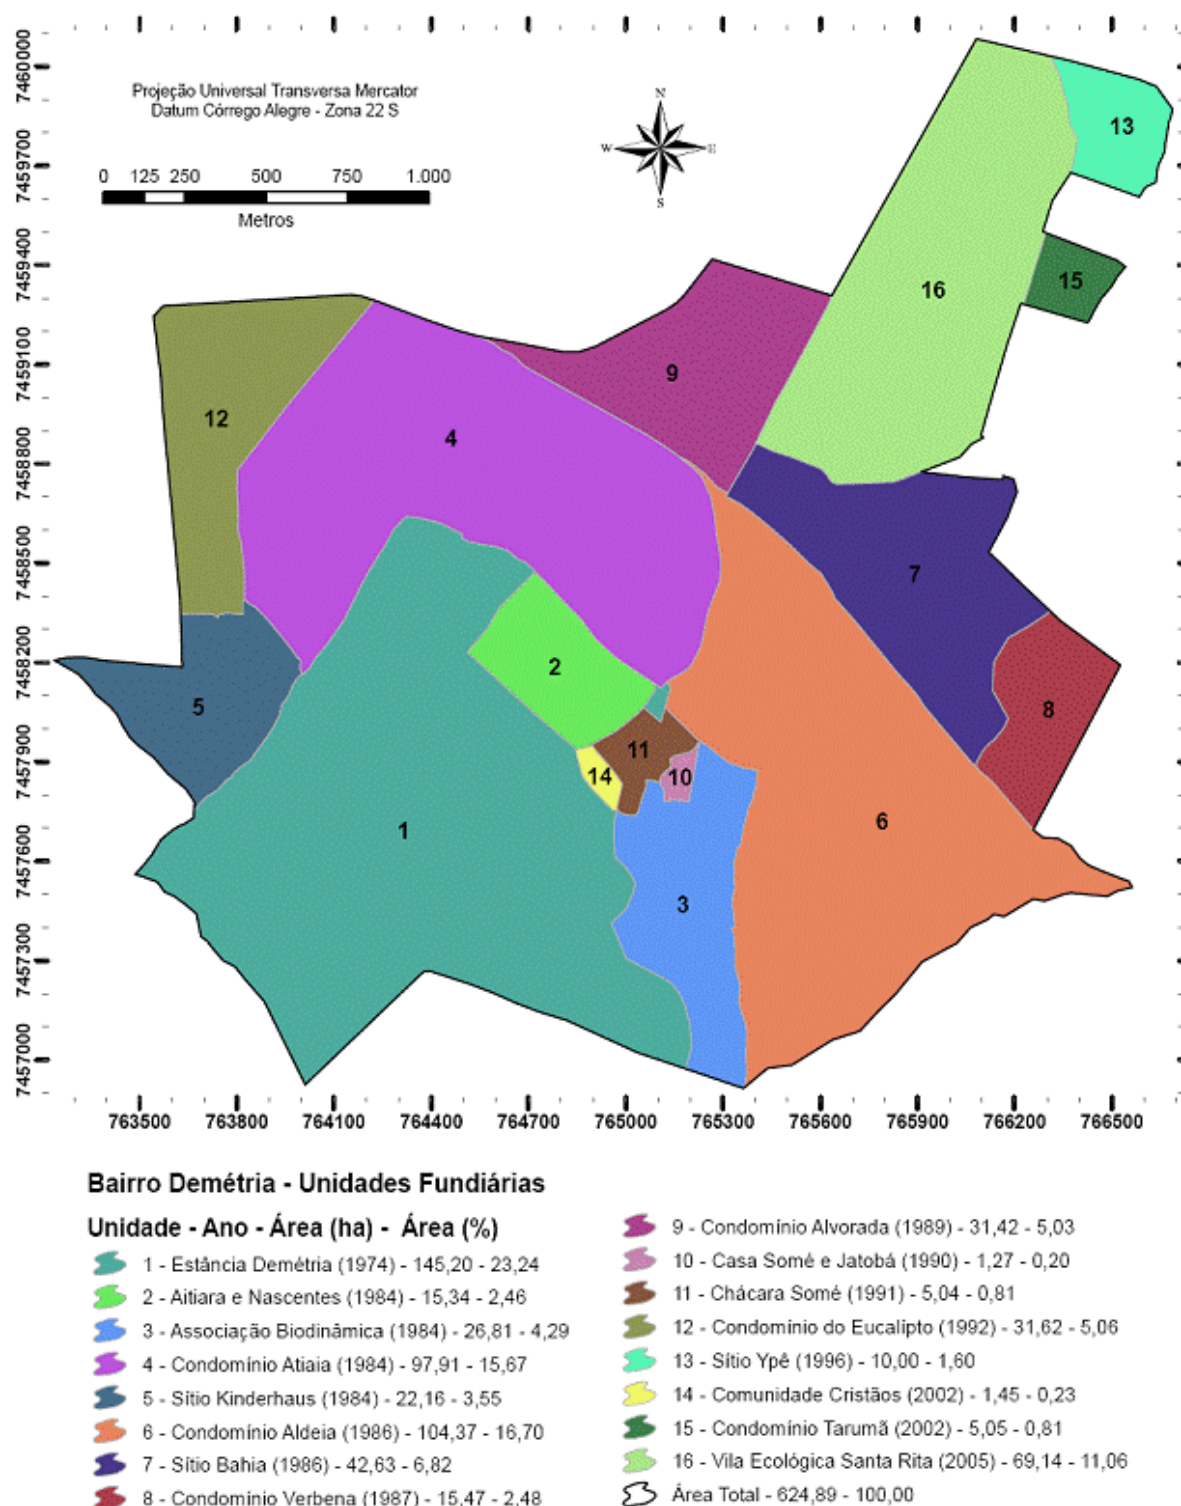 Projeção Universal Transversa Mercator
Datum Córrego Alegre - Zona 22 S
N
W E
S
0 125 250 500 750 1.000
Metros
7460000
7459700
7459400
7459100
7458800
7458500
7458200
7457900
7457600
7457300
7457000
13
16
15
9
12
4
7
2
5
8
11
14
10
1
6
3
763500 763800 764100 764400 764700 765000 765300 765600 765900 766200 766500
Bairro Demétria - Unidades Fundiárias
Unidade - Ano - Área (ha) - Área (%)
1 - Estância Demétria (1974) - 145,20 - 23,24
2 - Aitiara e Nascentes (1984) - 15,34 - 2,46
3 - Associação Biodinâmica (1984) - 26,81 - 4,29
4 - Condomínio Atiaia (1984) - 97,91 - 15,67
5 - Sítio Kinderhaus (1984) - 22,16 - 3,55
6 - Condomínio Aldeia (1986) - 104,37 - 16,70
7 - Sítio Bahia (1986) - 42,63 - 6,82
8 - Condomínio Verbena (1987) - 15,47 - 2,48
9 - Condomínio Alvorada (1989) - 31,42 - 5,03
10 - Casa Somé e Jatobá (1990) - 1,27 - 0,20
11 - Chácara Somé (1991) - 5,04 - 0,81
12 - Condomínio do Eucalípto (1992) - 31,62 - 5,06
13 - Sítio Ypê (1996) - 10,00 - 1,60
14 - Comunidade Cristãos (2002) - 1,45 - 0,23
15 - Condomínio Tarumã (2002) - 5,05 - 0,81
16 - Vila Ecológica Santa Rita (2005) - 69,14 - 11,06
Área Total - 624,89 - 100,00